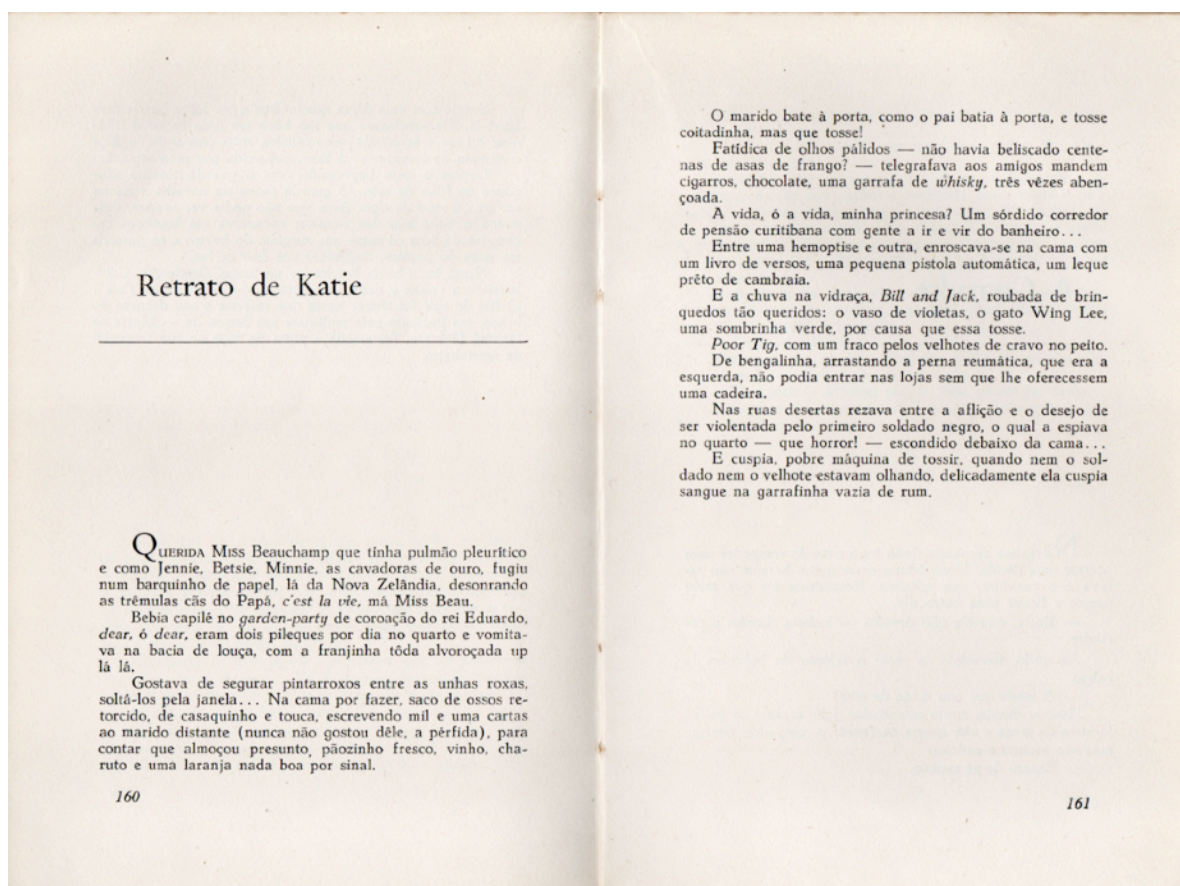 Retrato de Katie
QUERIDA MISS Beauchamp que tinha pulmão pleurítico
e como Jennie, Betsie, Minnie, as cavadoras de ouro, fugiu
num barquinho de papel, lá da Nova Zelândia, desonrando
as trêmulas cãs do Papá, c'est la vie, má Miss Beau.
Bebia capilé no garden-party de coroação do rei Eduardo,
dear, ó dear, eram dois pileques por dia no quarto e vomita-
va na bacia de louça, com a franjinha tôda alvoroçada up
lá lá.
Gostava de segurar pintarroxos entre as unhas roxas,
soltá-los pela janela... Na cama por fazer, saco de ossos re-
torcido, de casaquinho e touca, escrevendo mil e uma cartas
ao marido distante (nunca não gostou dêle, a pérfida), para
contar que almoçou presunto, pãozinho fresco, vinho, cha-
ruto e uma laranja nada boa por sinal.
160
O marido bate à porta, como o pai batia à porta, e tosse
coitadinha, mas que tosse!
Fatídica de olhos pálidos — não havia beliscado cente-
nas de asas de frango? — telegrafava aos amigos mandem
cigarros, chocolate, uma garrafa de whisky, três vêzes aben-
çoada.
A vida, ó a vida, minha princesa? Um sórdido corredor
de pensão curitibana com gente a ir e vir do banheiro...
Entre uma hemoptise e outra, enroscava-se na cama com
um livro de versos, uma pequena pistola automática, um leque
prêto de cambraia.
E a chuva na vidraça, Bill and Jack, roubada de brin-
quedos tão queridos: o vaso de violetas, o gato Wing Lee,
uma sombrinha verde, por causa que essa tosse.
Poor Tig, com um fraco pelos velhotes de cravo no peito.
De bengalinha, arrastando a perna reumática, que era a
esquerda, não podia entrar nas lojas sem que lhe oferecessem
uma cadeira.
Nas ruas desertas rezava entre a aflição e o desejo de
ser violentada pelo primeiro soldado negro, o qual a espiava
no quarto — que horror! — escondido debaixo da cama...
E cuspia, pobre máquina de tossir, quando nem o sol-
dado nem o velhote estavam olhando, delicadamente ela cuspia
sangue na garrafinha vazia de rum.
161